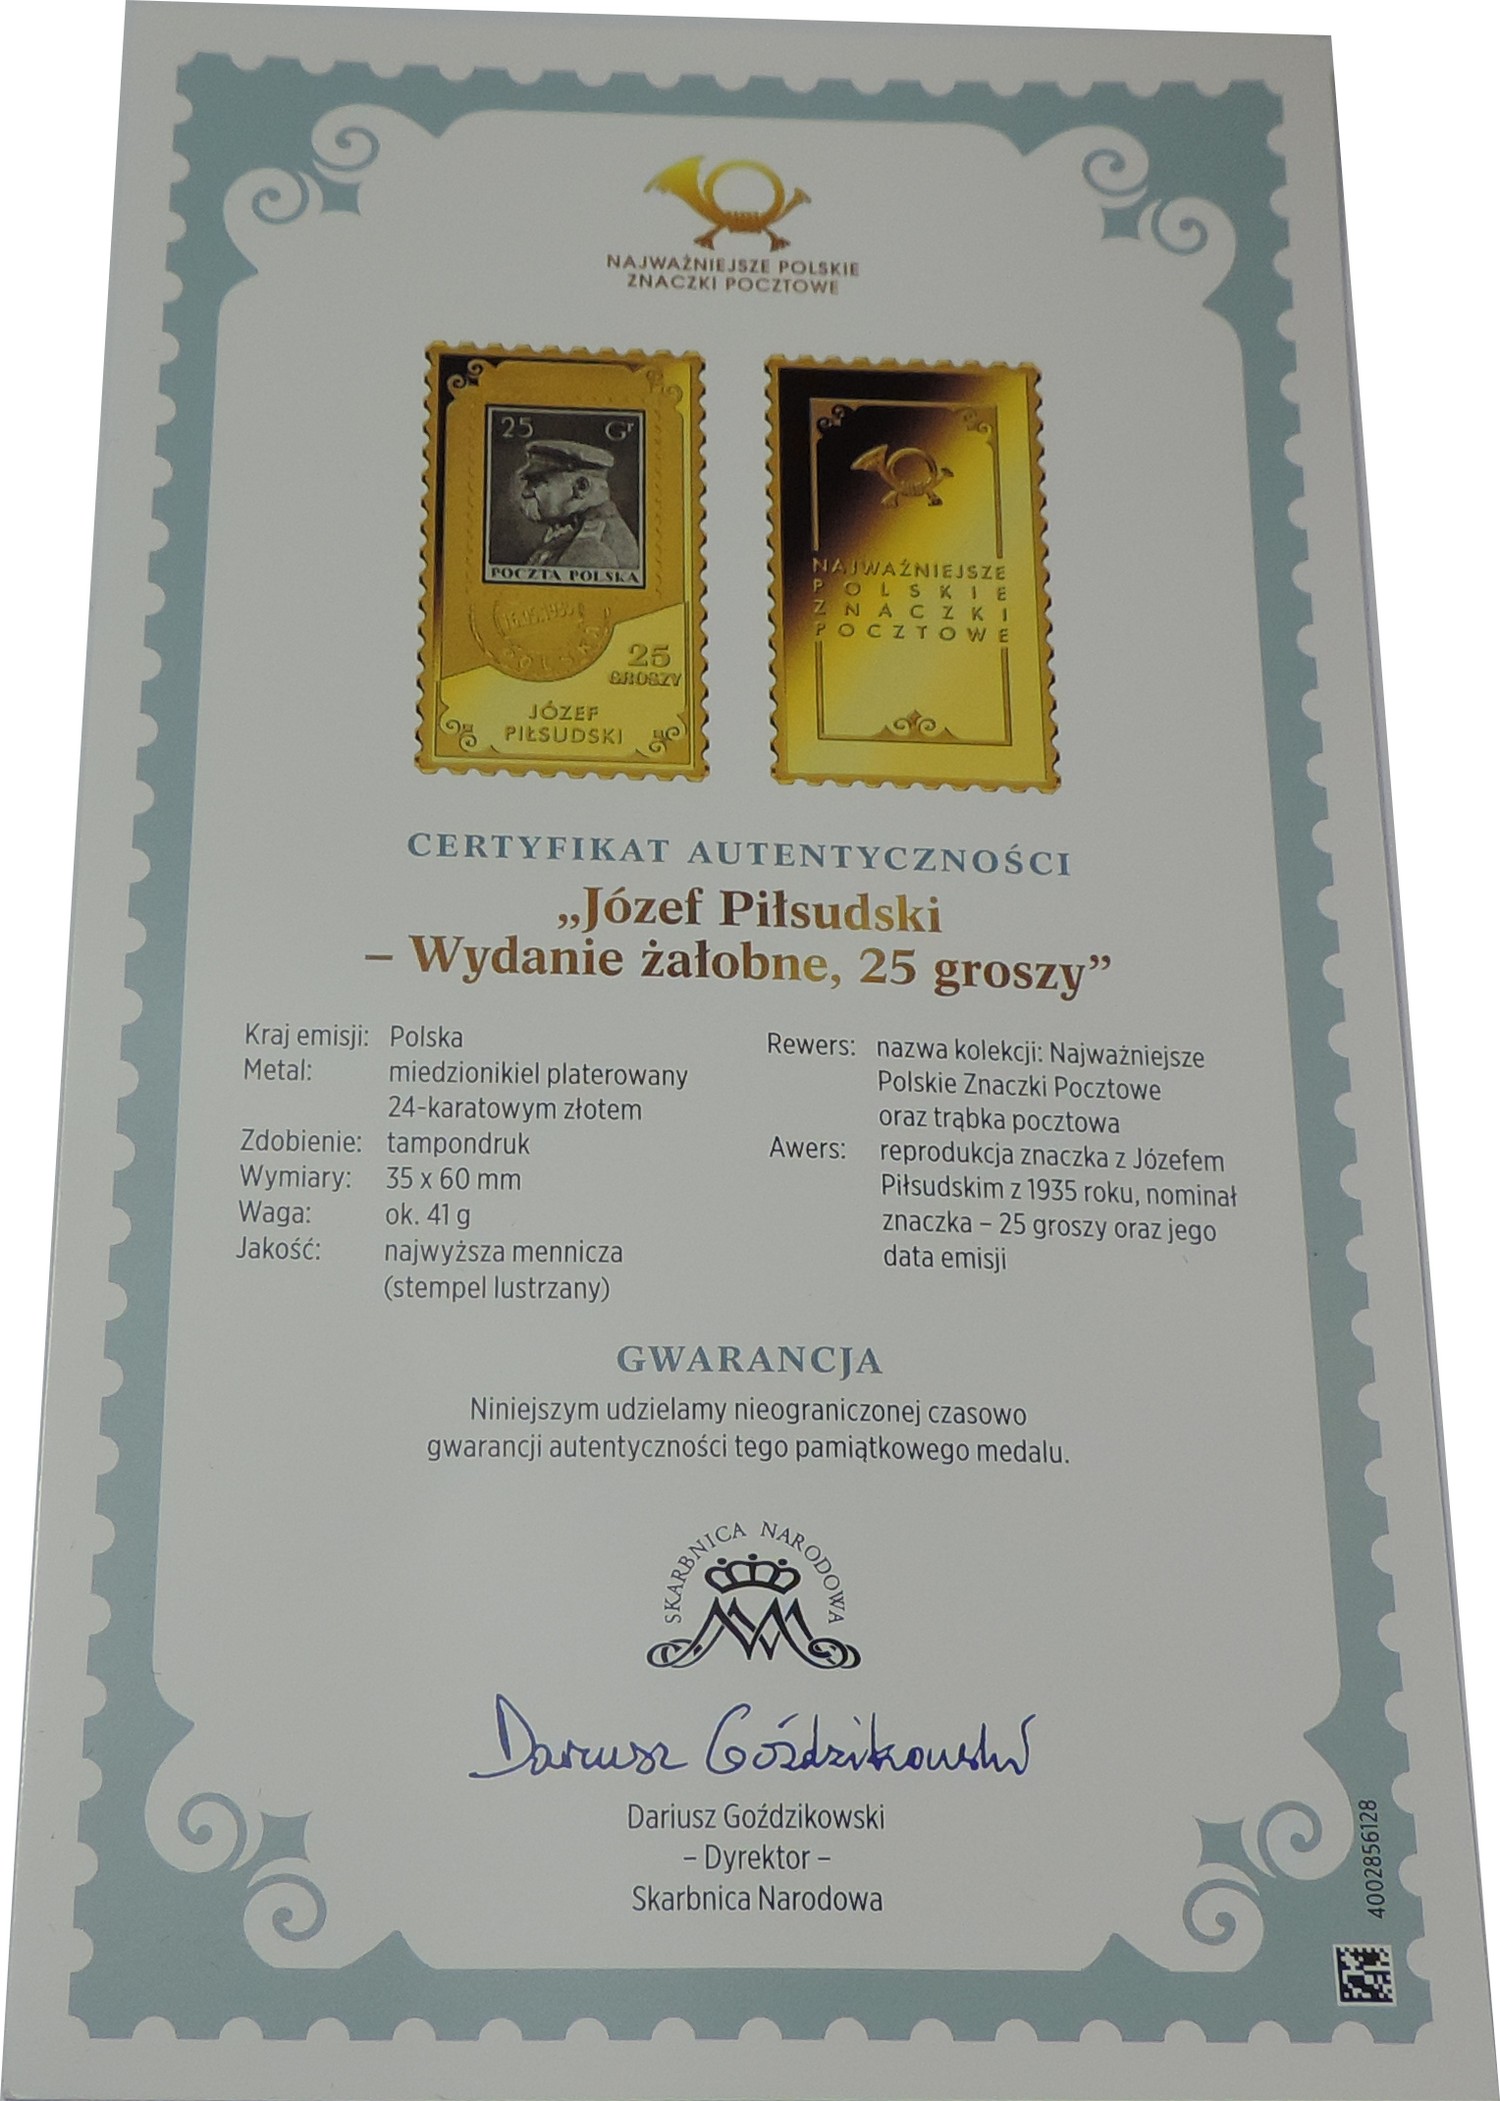 NAJWAŻNIEJSZE POLSKIE
ZNACZKI POCZTOWE
25 Gr
POCZTA POLSKA
POLSKA
25
GROSZY
JÓZEF
PIŁSUDSKI
NAJWAŻNIEJSZE
POLSKIE
ZNACZKI
POCZTOWE
CERTYFIKAT AUTENTYCZNOŚCI
„Józef Piłsudski
– Wydanie żałobne, 25 groszy”
Kraj emisji: Polska
Metal: miedzionikiel platerowany
24-karatowym złotem
Zdobienie: tampondruk
Wymiary: 35 x 60 mm
Waga: ok. 41 g
Jakość: najwyższa mennicza
(stempel lustrzany)
Rewers: nazwa kolekcji: Najważniejsze
Polskie Znaczki Pocztowe
oraz trąbka pocztowa
Awers: reprodukcja znaczka z Józefem
Piłsudskim z 1935 roku, nominał
znaczka – 25 groszy oraz jego
data emisji
GWARANCJA
Niniejszym udzielamy nieograniczonej czasowo
gwarancji autentyczności tego pamiątkowego medalu.
SKARBNICA NARODOWA
Dariusz Goździkowski
Dariusz Goździkowski
– Dyrektor –
Skarbnica Narodowa
4002856128